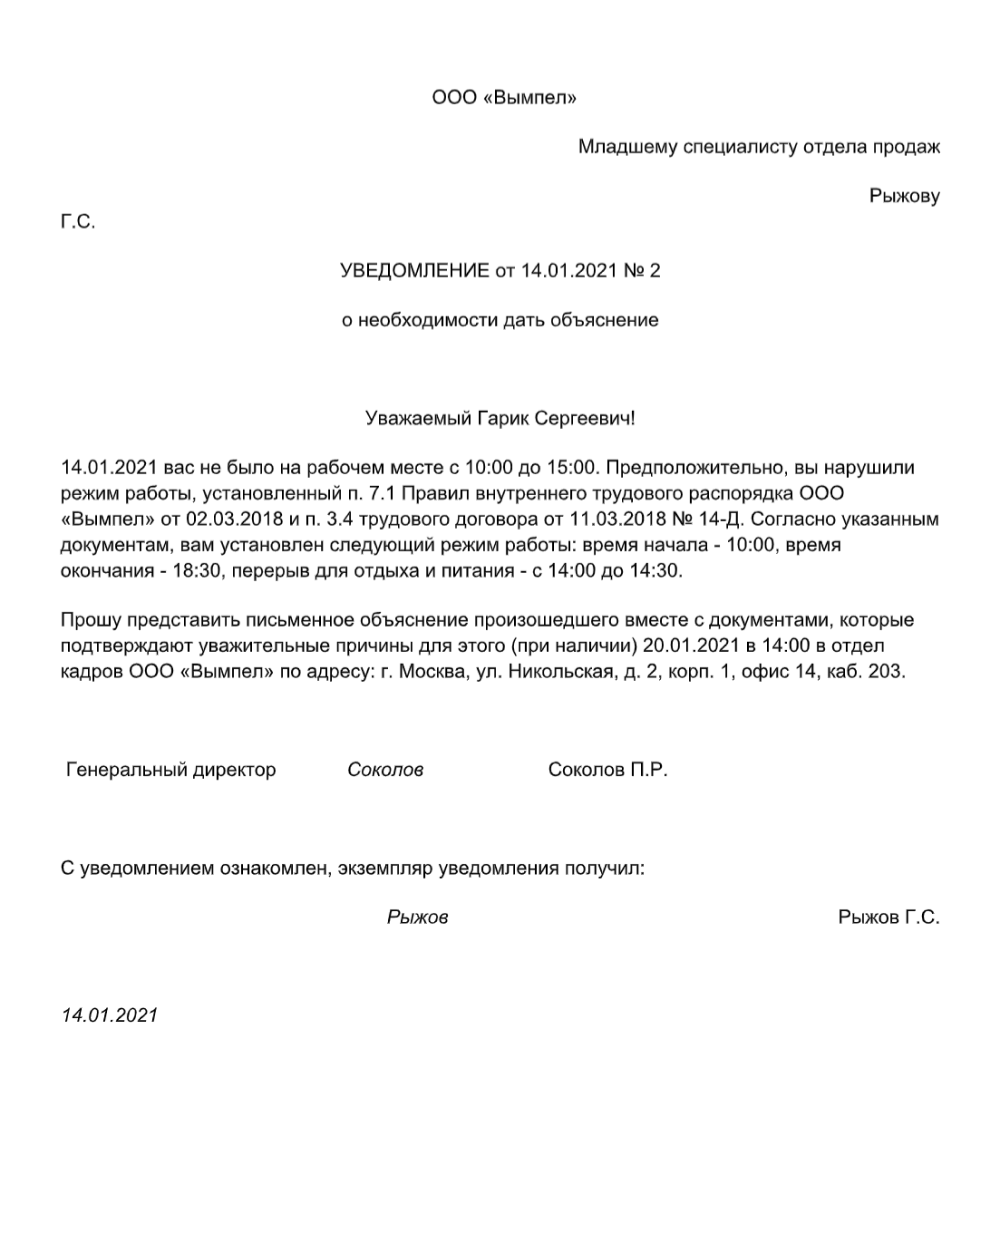 ООО «Вымпел»
Младшему специалисту отдела продаж
Рыжову
Г.С.
УВЕДОМЛЕНИЕ от 14.01.2021 № 2
о необходимости дать объяснение
Уважаемый Гарик Сергеевич!
14.01.2021 вас не было на рабочем месте с 10:00 до 15:00. Предположительно, вы нарушили
режим работы, установленный п. 7.1 Правил внутреннего трудового распорядка ООО
«Вымпел» от 02.03.2018 и п. 3.4 трудового договора от 11.03.2018 № 14-Д. Согласно указанным
документам, вам установлен следующий режим работы: время начала - 10:00, время
окончания - 18:30, перерыв для отдыха и питания - с 14:00 до 14:30.
Прошу представить письменное объяснение произошедшего вместе с документами, которые
подтверждают уважительные причины для этого (при наличии) 20.01.2021 в 14:00 в отдел
кадров ООО «Вымпел» по адресу: г. Москва, ул. Никольская, д. 2, корп. 1, офис 14, каб. 203.
Генеральный директор Соколов Соколов П.Р.
С уведомлением ознакомлен, экземпляр уведомления получил:
Рыжов Рыжов Г.С.
14.01.2021